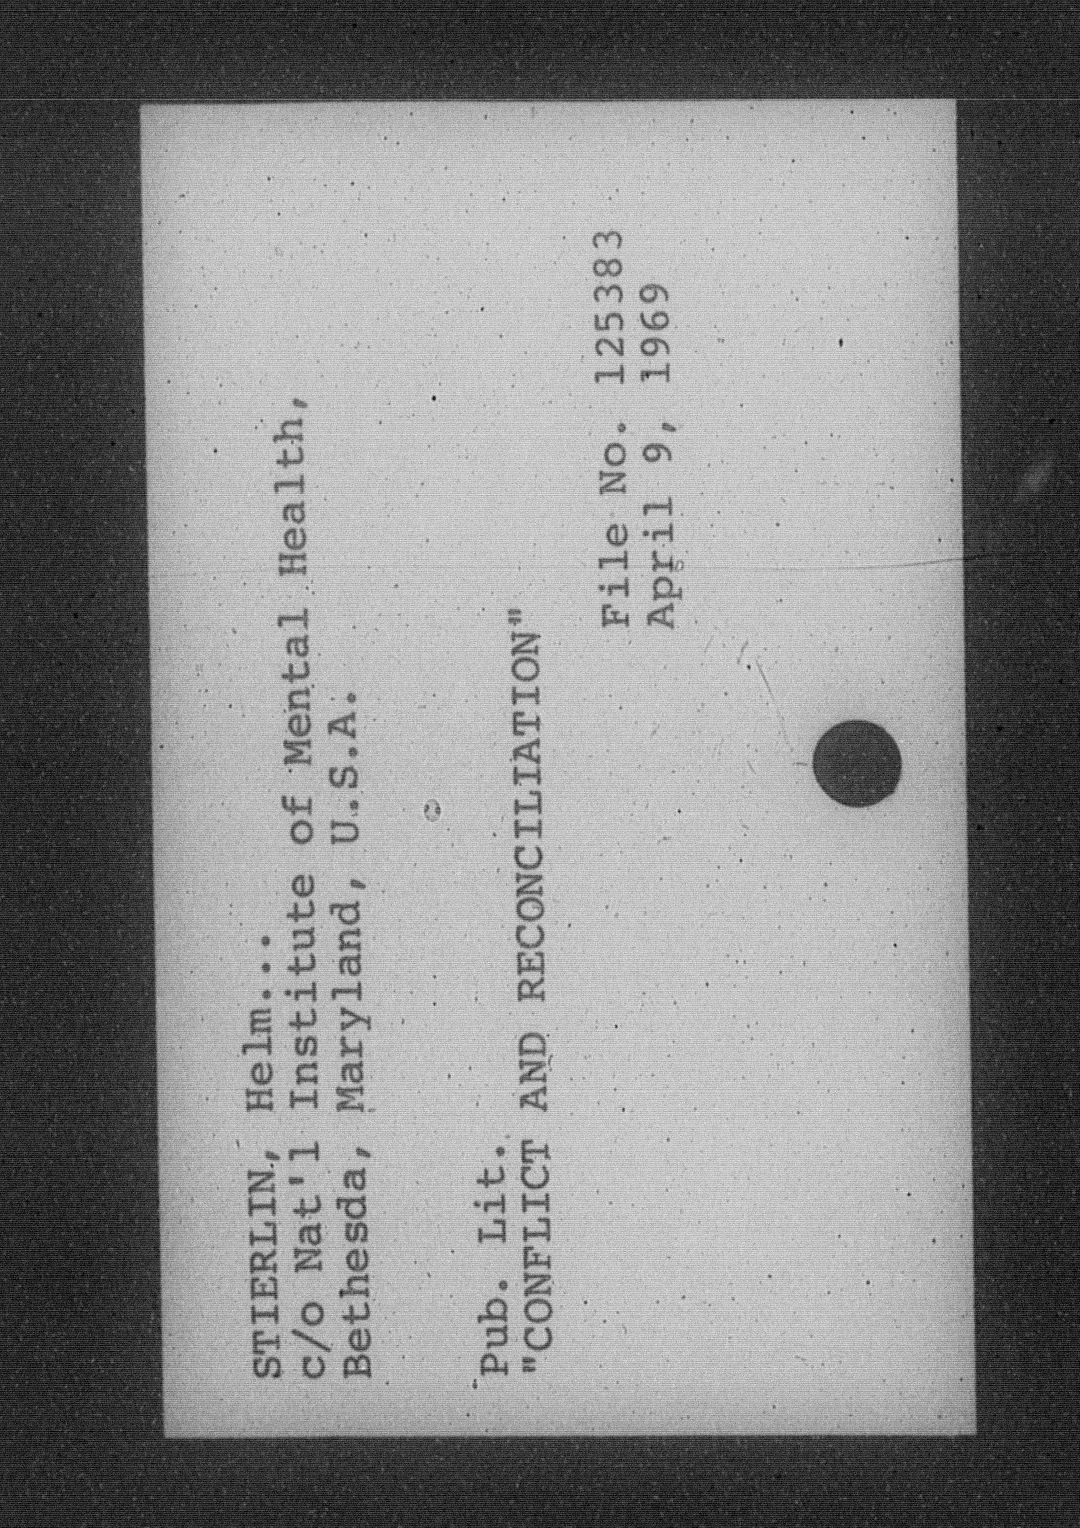 STIERLIN, Helm...
c/o Nat'l Institute of Mental Health,
Bethesda, Maryland, U.S.A.
Pub. Lit.
"CONFLICT AND RECONCILIATION"
File No. 125383
April 9, 1969